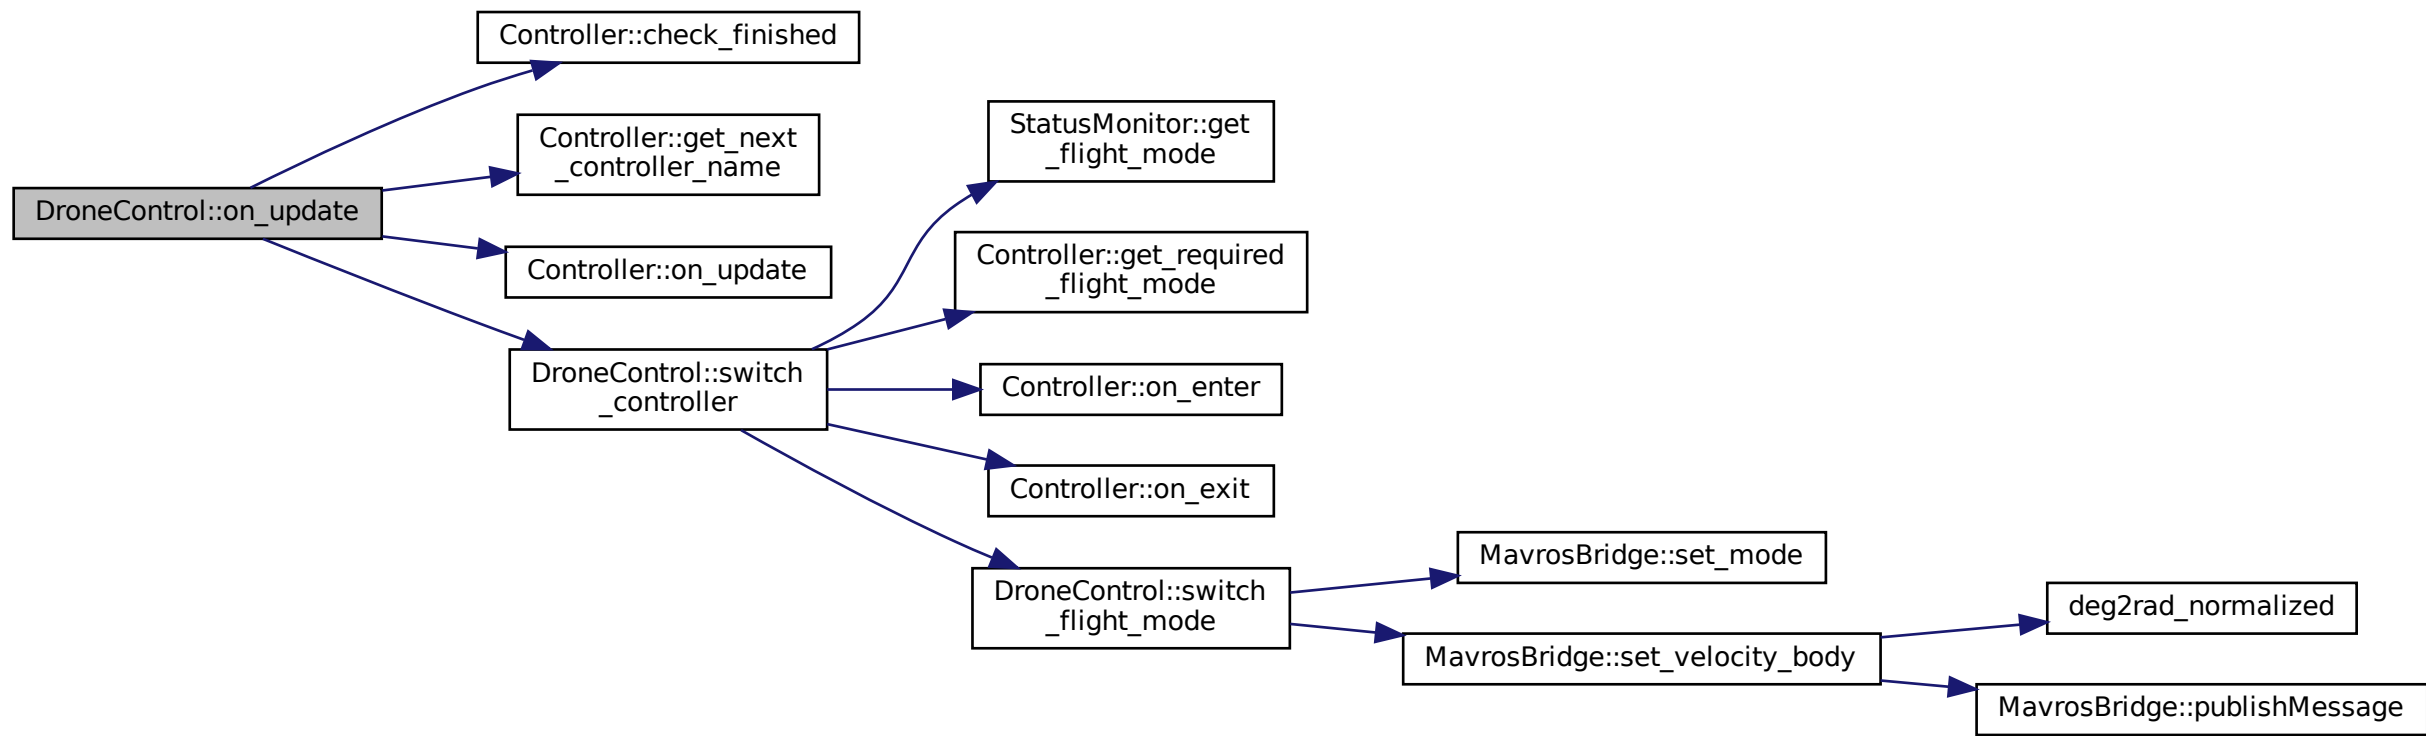 Controller::check_finished
Controller::get_next
_controller_name
DroneControl::on_update
Controller::on_update
DroneControl::switch
_controller
StatusMonitor::get
_flight_mode
Controller::get_required
_flight_mode
Controller::on_enter
Controller::on_exit
DroneControl::switch
_flight_mode
MavrosBridge::set_mode
MavrosBridge::set_velocity_body
deg2rad_normalized
MavrosBridge::publishMessage